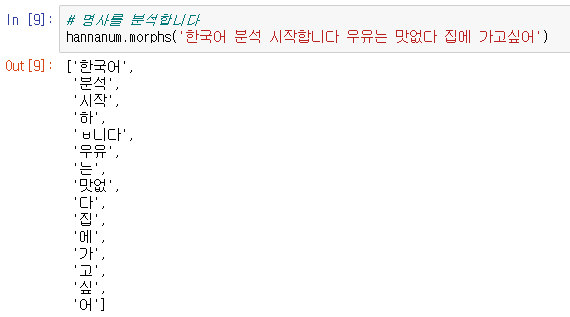 In [9]: # 명사를 분석합니다
hannanum.morphs('한국어 분석 시작합니다 우유는 맛없다 집에 가고싶어')
Out[9]: ['한국어',
'분석',
'시작',
'하',
'ㅂ니다',
'우유',
'는',
'맛없',
'다',
'집',
'에',
'가',
'고',
'싶',
'어']